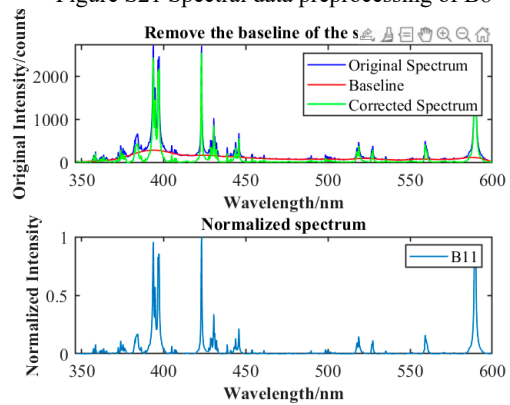 Figure S21 Spectral data preprocessing of B8
Remove the baseline of the s
Original Intensity/counts
2000
1000
0
Original Spectrum
Baseline
Corrected Spectrum
350 400 450 500 550 600
Wavelength/nm
Normalized spectrum
Normalized Intensity
1
0.5
0
B11
350 400 450 500 550 600
Wavelength/nm